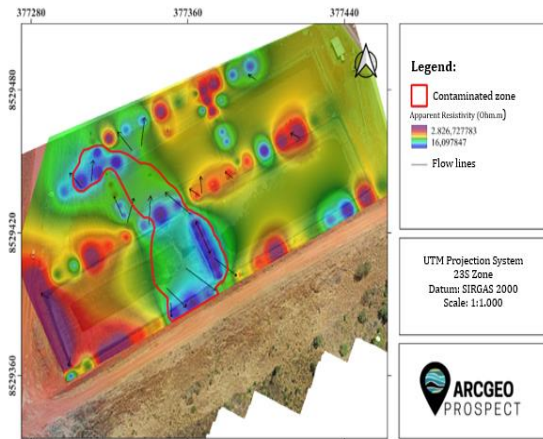 377280 377360 377440
8529480
8529420
8529360
Legend:
Contaminated zone
Apparent Resistivity (Ohm.m)
2.826,727783
16,097847
Flow lines
UTM Projection System
23S Zone
Datum: SIRGAS 2000
Scale: 1:1.000
ARCGEO
PROSPECT